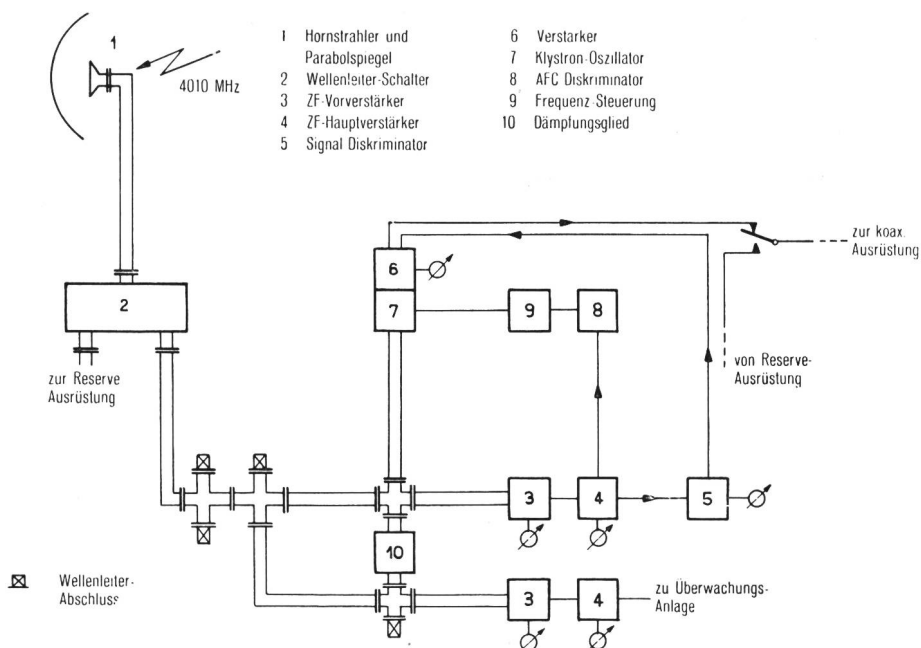 1 Hornstrahler und
Parabolspiegel
2 Wellenleiter-Schalter
3 ZF-Vorverstärker
4 ZF-Hauptverstärker
5 Signal Diskriminator
6 Verstarker
7 Klystron-Oszillator
8 AFC Diskriminator
9 Frequenz-Steuerung
10 Dämpfungsglied
1
4010 MHz
2
zur Reserve
Ausrüstung
6
7
9
8
zur koax.
Ausrüstung
von Reserve-
Ausrüstung
3
4
5
10
3
4
zu Überwachungs-
Anlage
Wellenleiter-
Abschluss